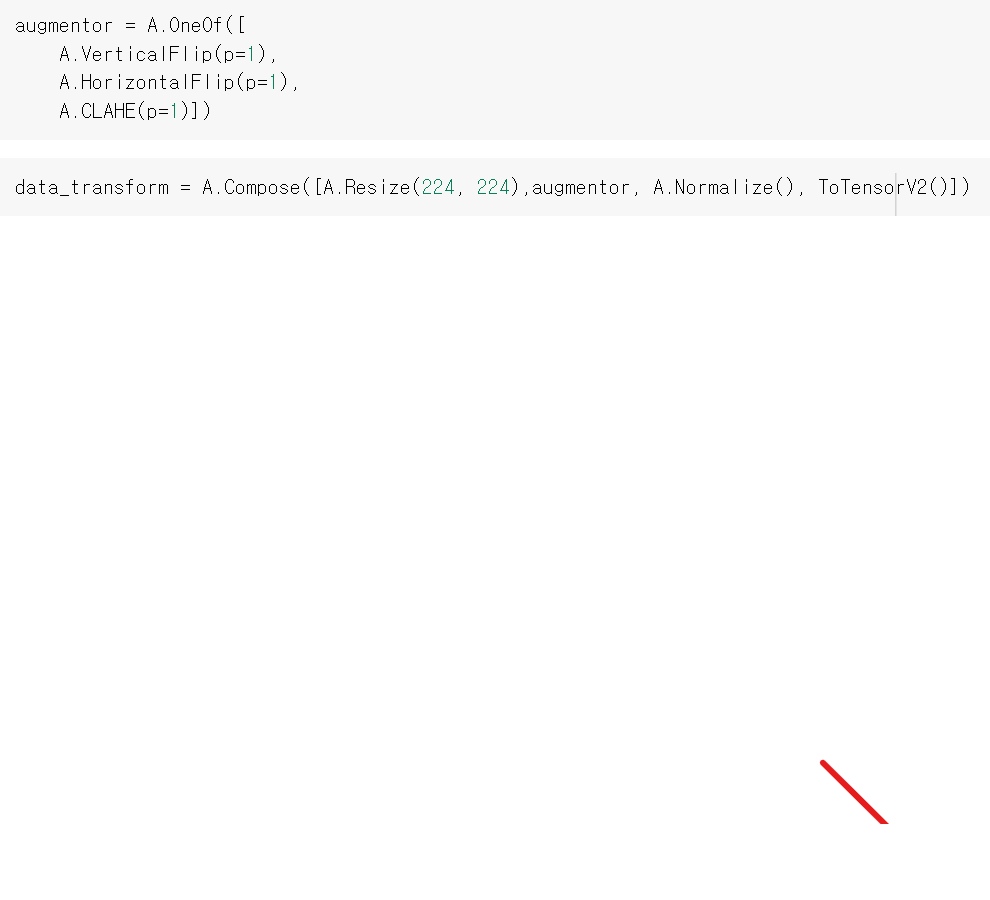 augmentor = A.OneOf([
    A.VerticalFlip(p=1),
    A.HorizontalFlip(p=1),
    A.CLAHE(p=1)])
data_transform = A.Compose([A.Resize(224, 224),augmentor, A.Normalize(), ToTensorV2()])